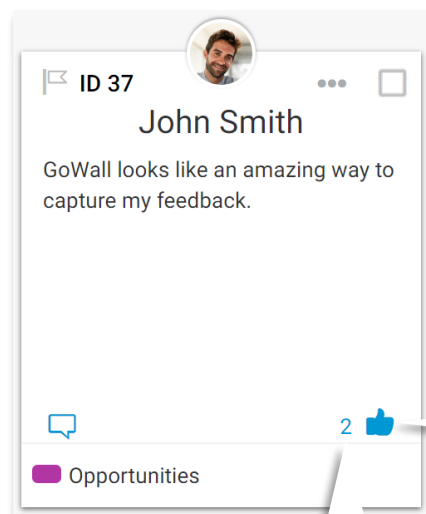 ID 37
John Smith
GoWall looks like an amazing way to
capture my feedback.
2
Opportunities